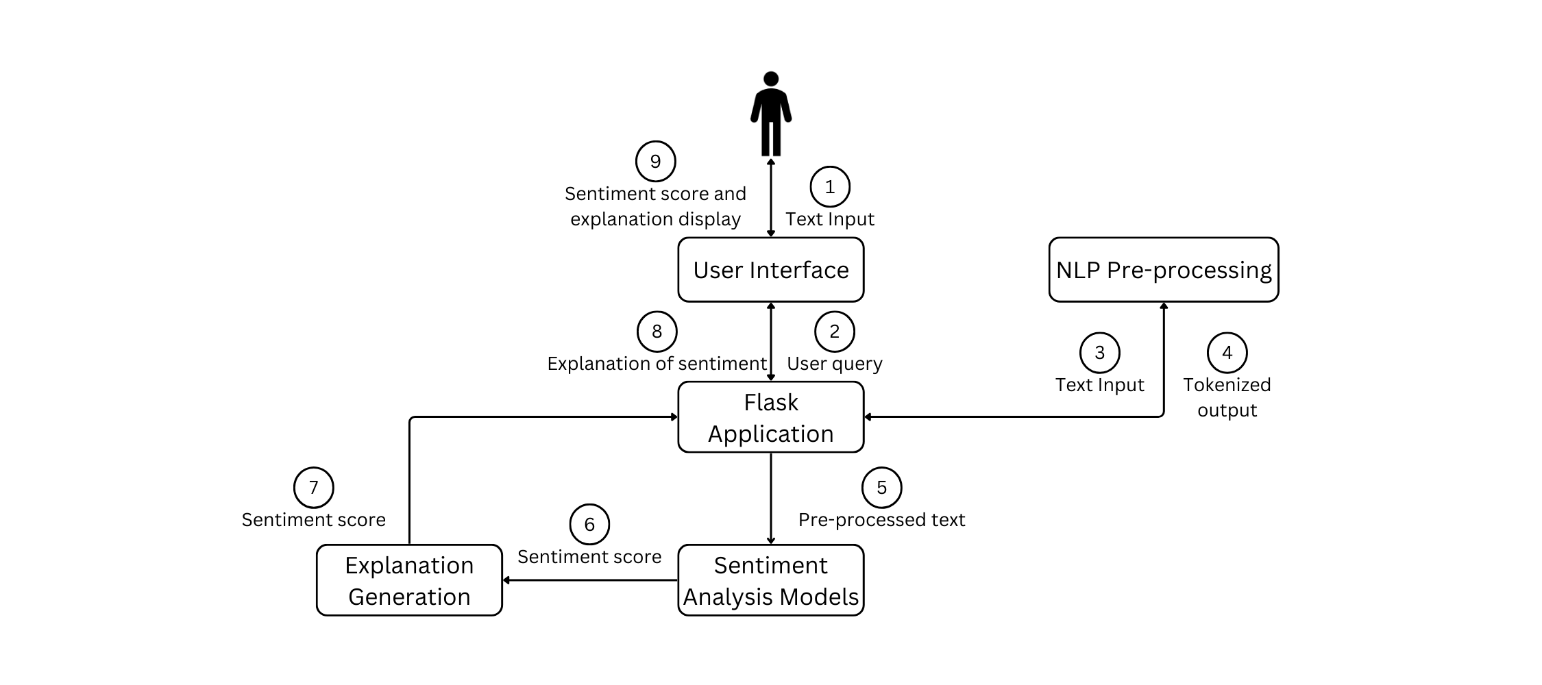 9
Sentiment score and
explanation display
1
Text Input
User Interface
NLP Pre-processing
8
Explanation of sentiment
2
User query
3
Text Input
4
Tokenized
output
Flask
Application
7
Sentiment score
6
Sentiment score
5
Pre-processed text
Explanation
Generation
Sentiment
Analysis Models